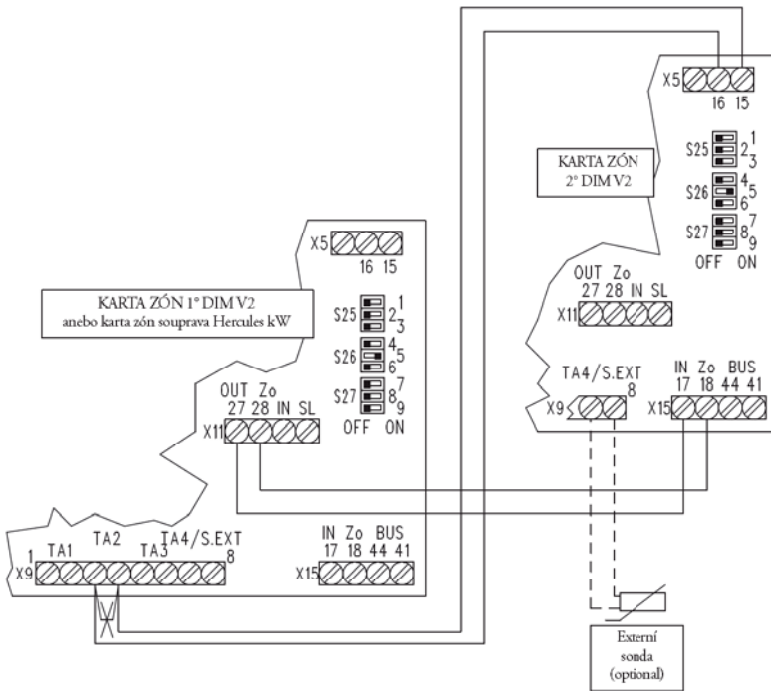 X5
16 15
S25
1
2
3
S26
4
5
6
S27
7
8
9
OFF ON
KARTA ZÓN
2° DIM V2
OUT Zo
27 28 IN SL
X11
TA4/S.EXT
8
X9
IN Zo BUS
17 18 44 41
X15
X5
16 15
KARTA ZÓN 1° DIM V2
anebo karta zón souprava Hercules kW
S25
1
2
3
S26
4
5
6
S27
7
8
9
OFF ON
OUT Zo
27 28 IN SL
X11
1 TA1 TA2 TA3 TA4/S.EXT 8
X9
IN Zo BUS
17 18 44 41
X15
Externí
sonda
(optional)